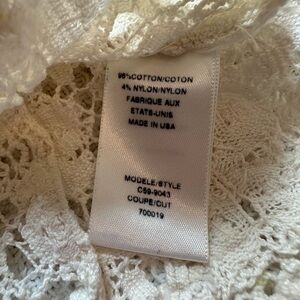 96%COTTON/COTON
4% NYLON/NYLON
FABRIQUE AUX
ETATS-UNIS
MADE IN USA
MODELE/STYLE
C59-9043
COUPE/CUT
700019